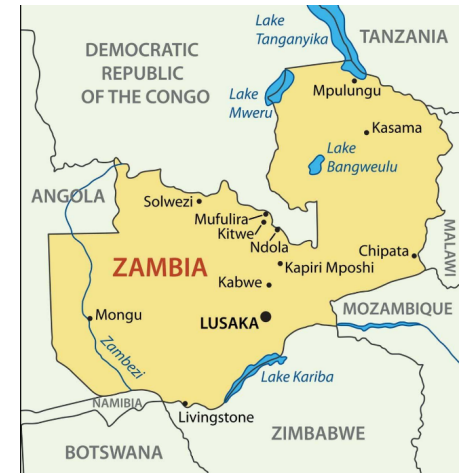 Lake
Tanganyika
TANZANIA
DEMOCRATIC
REPUBLIC
OF THE CONGO
Lake
Mweru
Mpulungu
Kasama
Lake
Bangweulu
ANGOLA
Solwezi
Mufulira
Kitwe
Ndola
MALAWI
Chipata
ZAMBIA
Kapiri Mposhi
Kabwe
MOZAMBIQUE
Mongu
LUSAKA
Zambezi
Lake Kariba
NAMIBIA
Livingstone
ZIMBABWE
BOTSWANA